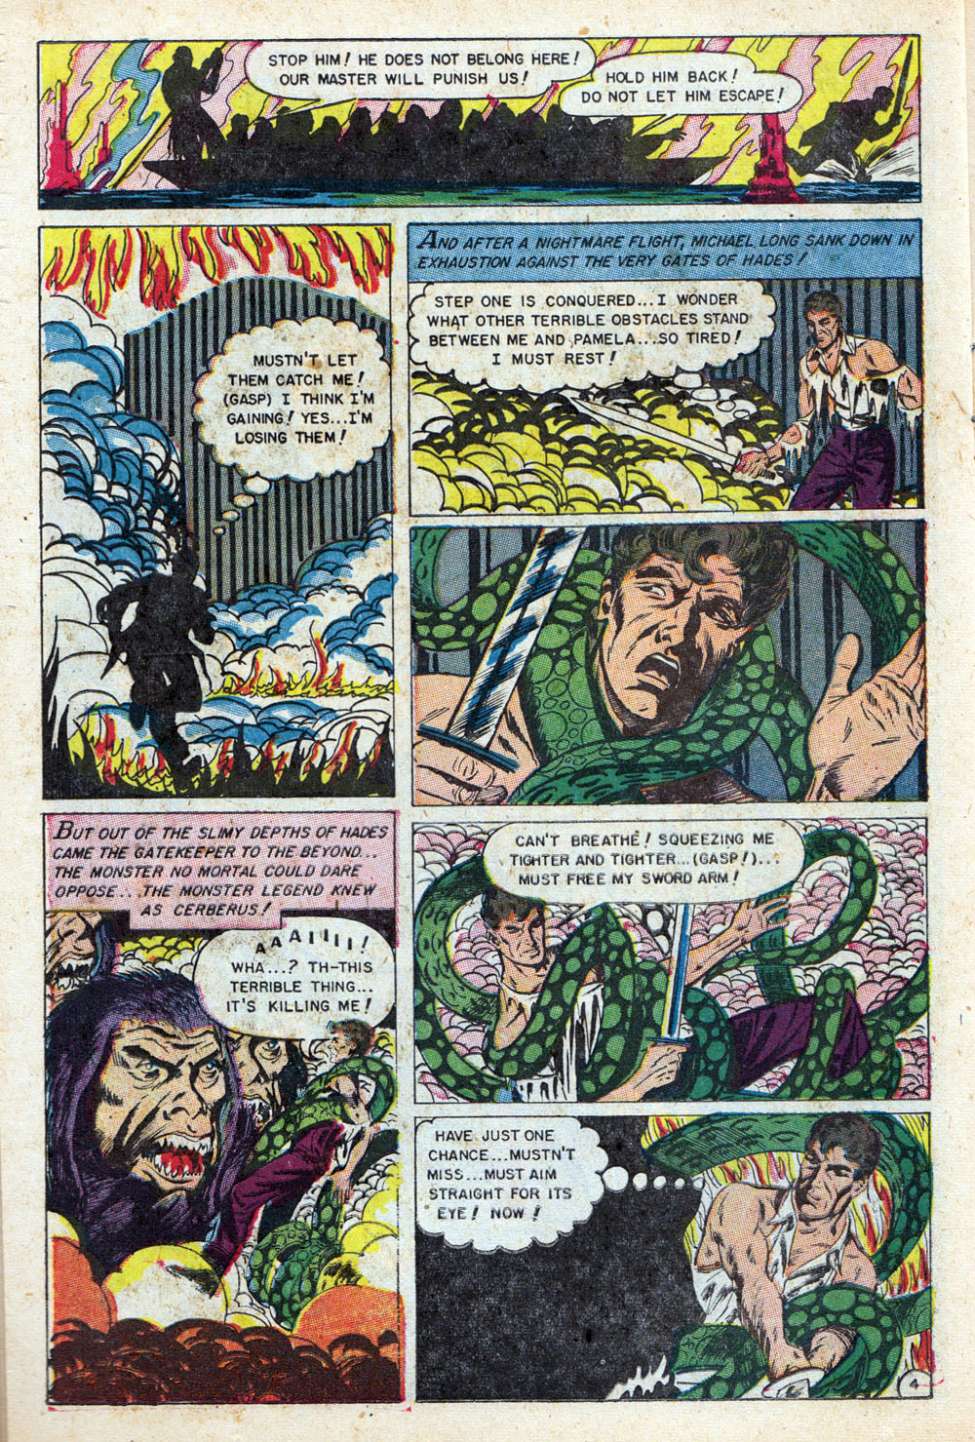 STOP HIM! HE DOES NOT BELONG HERE!
OUR MASTER WILL PUNISH US!
HOLD HIM BACK!
DO NOT LET HIM ESCAPE!
MUSTN'T LET
THEM CATCH ME!
(GASP) I THINK I'M
GAINING! YES...I'M
LOSING THEM!
AND AFTER A NIGHTMARE FLIGHT, MICHAEL LONG SANK DOWN IN
EXHAUSTION AGAINST THE VERY GATES OF HADES!
STEP ONE IS CONQUERED...I WONDER
WHAT OTHER TERRIBLE OBSTACLES STAND
BETWEEN ME AND PAMELA...SO TIRED!
I MUST REST!
BUT OUT OF THE SLIMY DEPTHS OF HADES
CAME THE GATEKEEPER TO THE BEYOND...
THE MONSTER NO MORTAL COULD DARE
OPPOSE...THE MONSTER LEGEND KNEW
AS CERBERUS!
AAAIIII!
WHA...? TH-THIS
TERRIBLE THING...
IT'S KILLING ME!
CAN'T BREATHE! SQUEEZING ME
TIGHTER AND TIGHTER...(GASP!)...
MUST FREE MY SWORD ARM!
HAVE JUST ONE
CHANCE...MUSTN'T
MISS...MUST AIM
STRAIGHT FOR ITS
EYE! NOW!
4